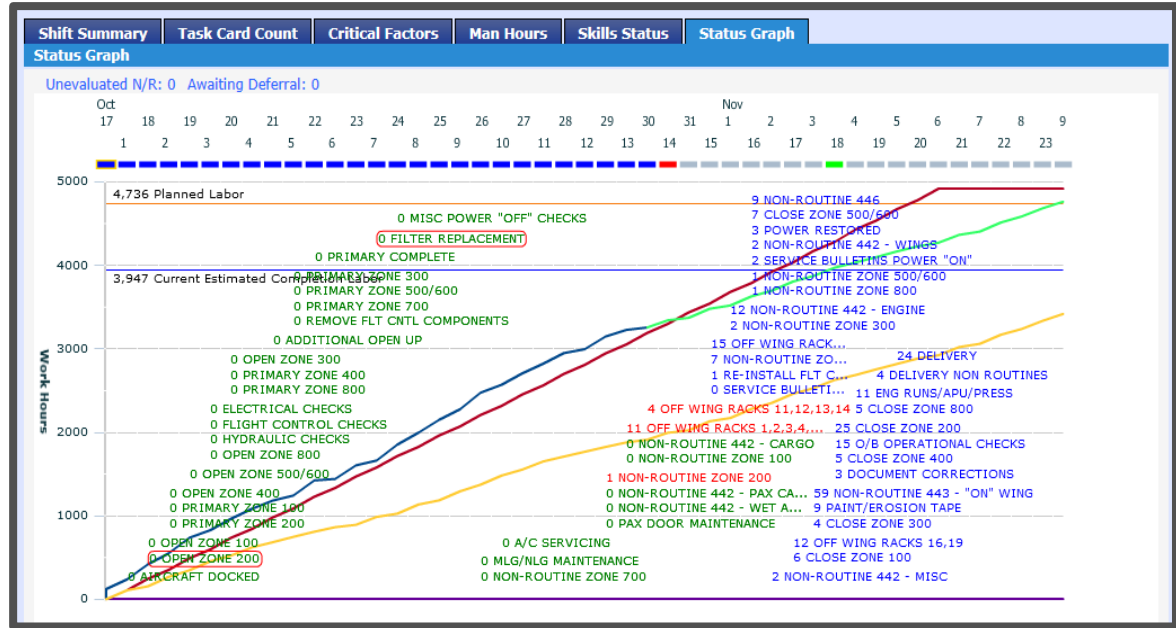 Shift Summary Task Card Count Critical Factors Man Hours Skills Status Status Graph
Status Graph
Unevaluated N/R: 0 Awaiting Deferral: 0
Oct Nov
17 18 19 20 21 22 23 24 25 26 27 28 29 30 31 1 2 3 4 5 6 7 8 9
1 2 3 4 5 6 7 8 9 10 11 12 13 14 15 16 17 18 19 20 21 22 23
5000
4,736 Planned Labor
9 NON-ROUTINE 446
7 CLOSE ZONE 500/600
0 MISC POWER "OFF" CHECKS
3 POWER RESTORED
0 FILTER REPLACEMENT
2 NON-ROUTINE 442 - WINGS
0 PRIMARY COMPLETE
2 SERVICE BULLETINS POWER "ON"
4000
3,947 Current Estimated Completion Labor
0 PRIMARY ZONE 300
1 NON-ROUTINE ZONE 500/600
0 PRIMARY ZONE 500/600
1 NON-ROUTINE ZONE 800
0 PRIMARY ZONE 700
12 NON-ROUTINE 442 - ENGINE
0 REMOVE FLT CNTL COMPONENTS
2 NON-ROUTINE ZONE 300
0 ADDITIONAL OPEN UP
15 OFF WING RACK...
3000
0 OPEN ZONE 300
7 NON-ROUTINE ZO...
24 DELIVERY
0 PRIMARY ZONE 400
1 RE-INSTALL FLT C...
4 DELIVERY NON ROUTINES
0 PRIMARY ZONE 800
0 SERVICE BULLETI...
11 ENG RUNS/APU/PRESS
0 ELECTRICAL CHECKS
4 OFF WING RACKS 11,12,13,14
5 CLOSE ZONE 800
0 FLIGHT CONTROL CHECKS
11 OFF WING RACKS 1,2,3,4,...
25 CLOSE ZONE 200
2000
Work Hours
0 HYDRAULIC CHECKS
0 NON-ROUTINE 442 - CARGO
15 O/B OPERATIONAL CHECKS
0 OPEN ZONE 800
0 NON-ROUTINE ZONE 100
5 CLOSE ZONE 400
0 OPEN ZONE 500/600
1 NON-ROUTINE ZONE 200
3 DOCUMENT CORRECTIONS
0 OPEN ZONE 400
0 NON-ROUTINE 442 - PAX CA...
59 NON-ROUTINE 443 - "ON" WING
0 PRIMARY ZONE 100
0 NON-ROUTINE 442 - WET A...
9 PAINT/EROSION TAPE
1000
0 PRIMARY ZONE 200
0 PAX DOOR MAINTENANCE
4 CLOSE ZONE 300
0 OPEN ZONE 100
0 A/C SERVICING
12 OFF WING RACKS 16,19
0 OPEN ZONE 200
0 MLG/NLG MAINTENANCE
6 CLOSE ZONE 100
0 AIRCRAFT DOCKED
0 NON-ROUTINE ZONE 700
2 NON-ROUTINE 442 - MISC
0